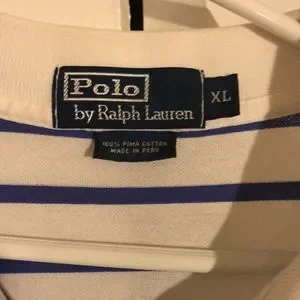 Polo
by Ralph Lauren
XL
100% PIMA COTTON
MADE IN PERU